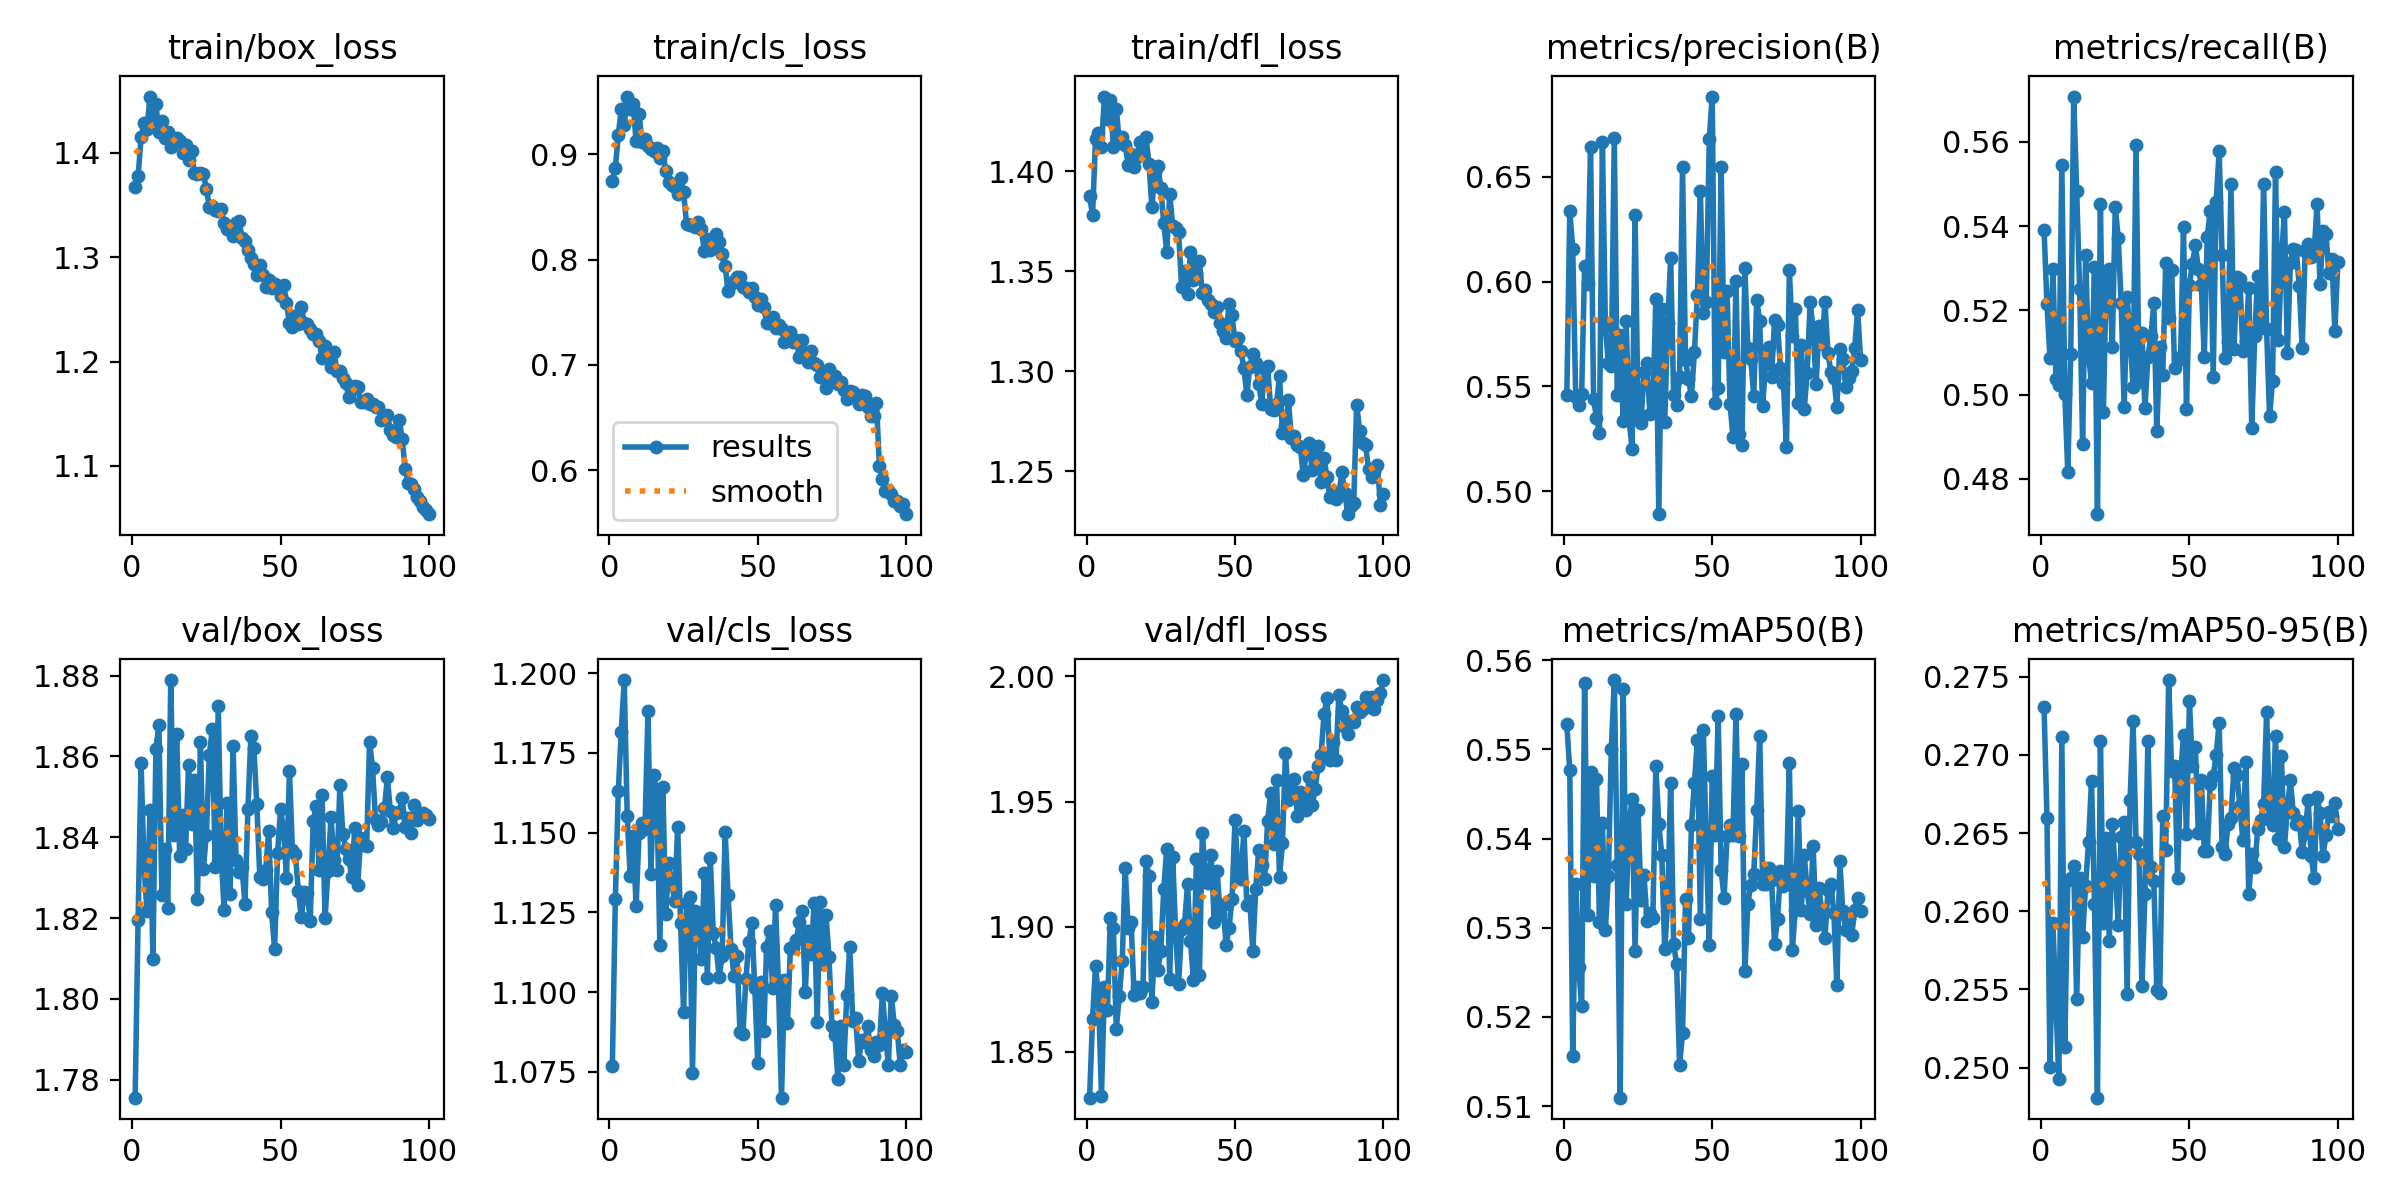 train/box_loss
1.4
1.3
1.2
1.1
0 50 100
train/cls_loss
0.9
0.8
0.7
0.6
results
smooth
0 50 100
train/dfl_loss
1.40
1.35
1.30
1.25
0 50 100
metrics/precision(B)
0.65
0.60
0.55
0.50
0 50 100
metrics/recall(B)
0.56
0.54
0.52
0.50
0.48
0 50 100
val/box_loss
1.88
1.86
1.84
1.82
1.80
1.78
0 50 100
val/cls_loss
1.200
1.175
1.150
1.125
1.100
1.075
0 50 100
val/dfl_loss
2.00
1.95
1.90
1.85
0 50 100
metrics/mAP50(B)
0.56
0.55
0.54
0.53
0.52
0.51
0 50 100
metrics/mAP50-95(B)
0.275
0.270
0.265
0.260
0.255
0.250
0 50 100